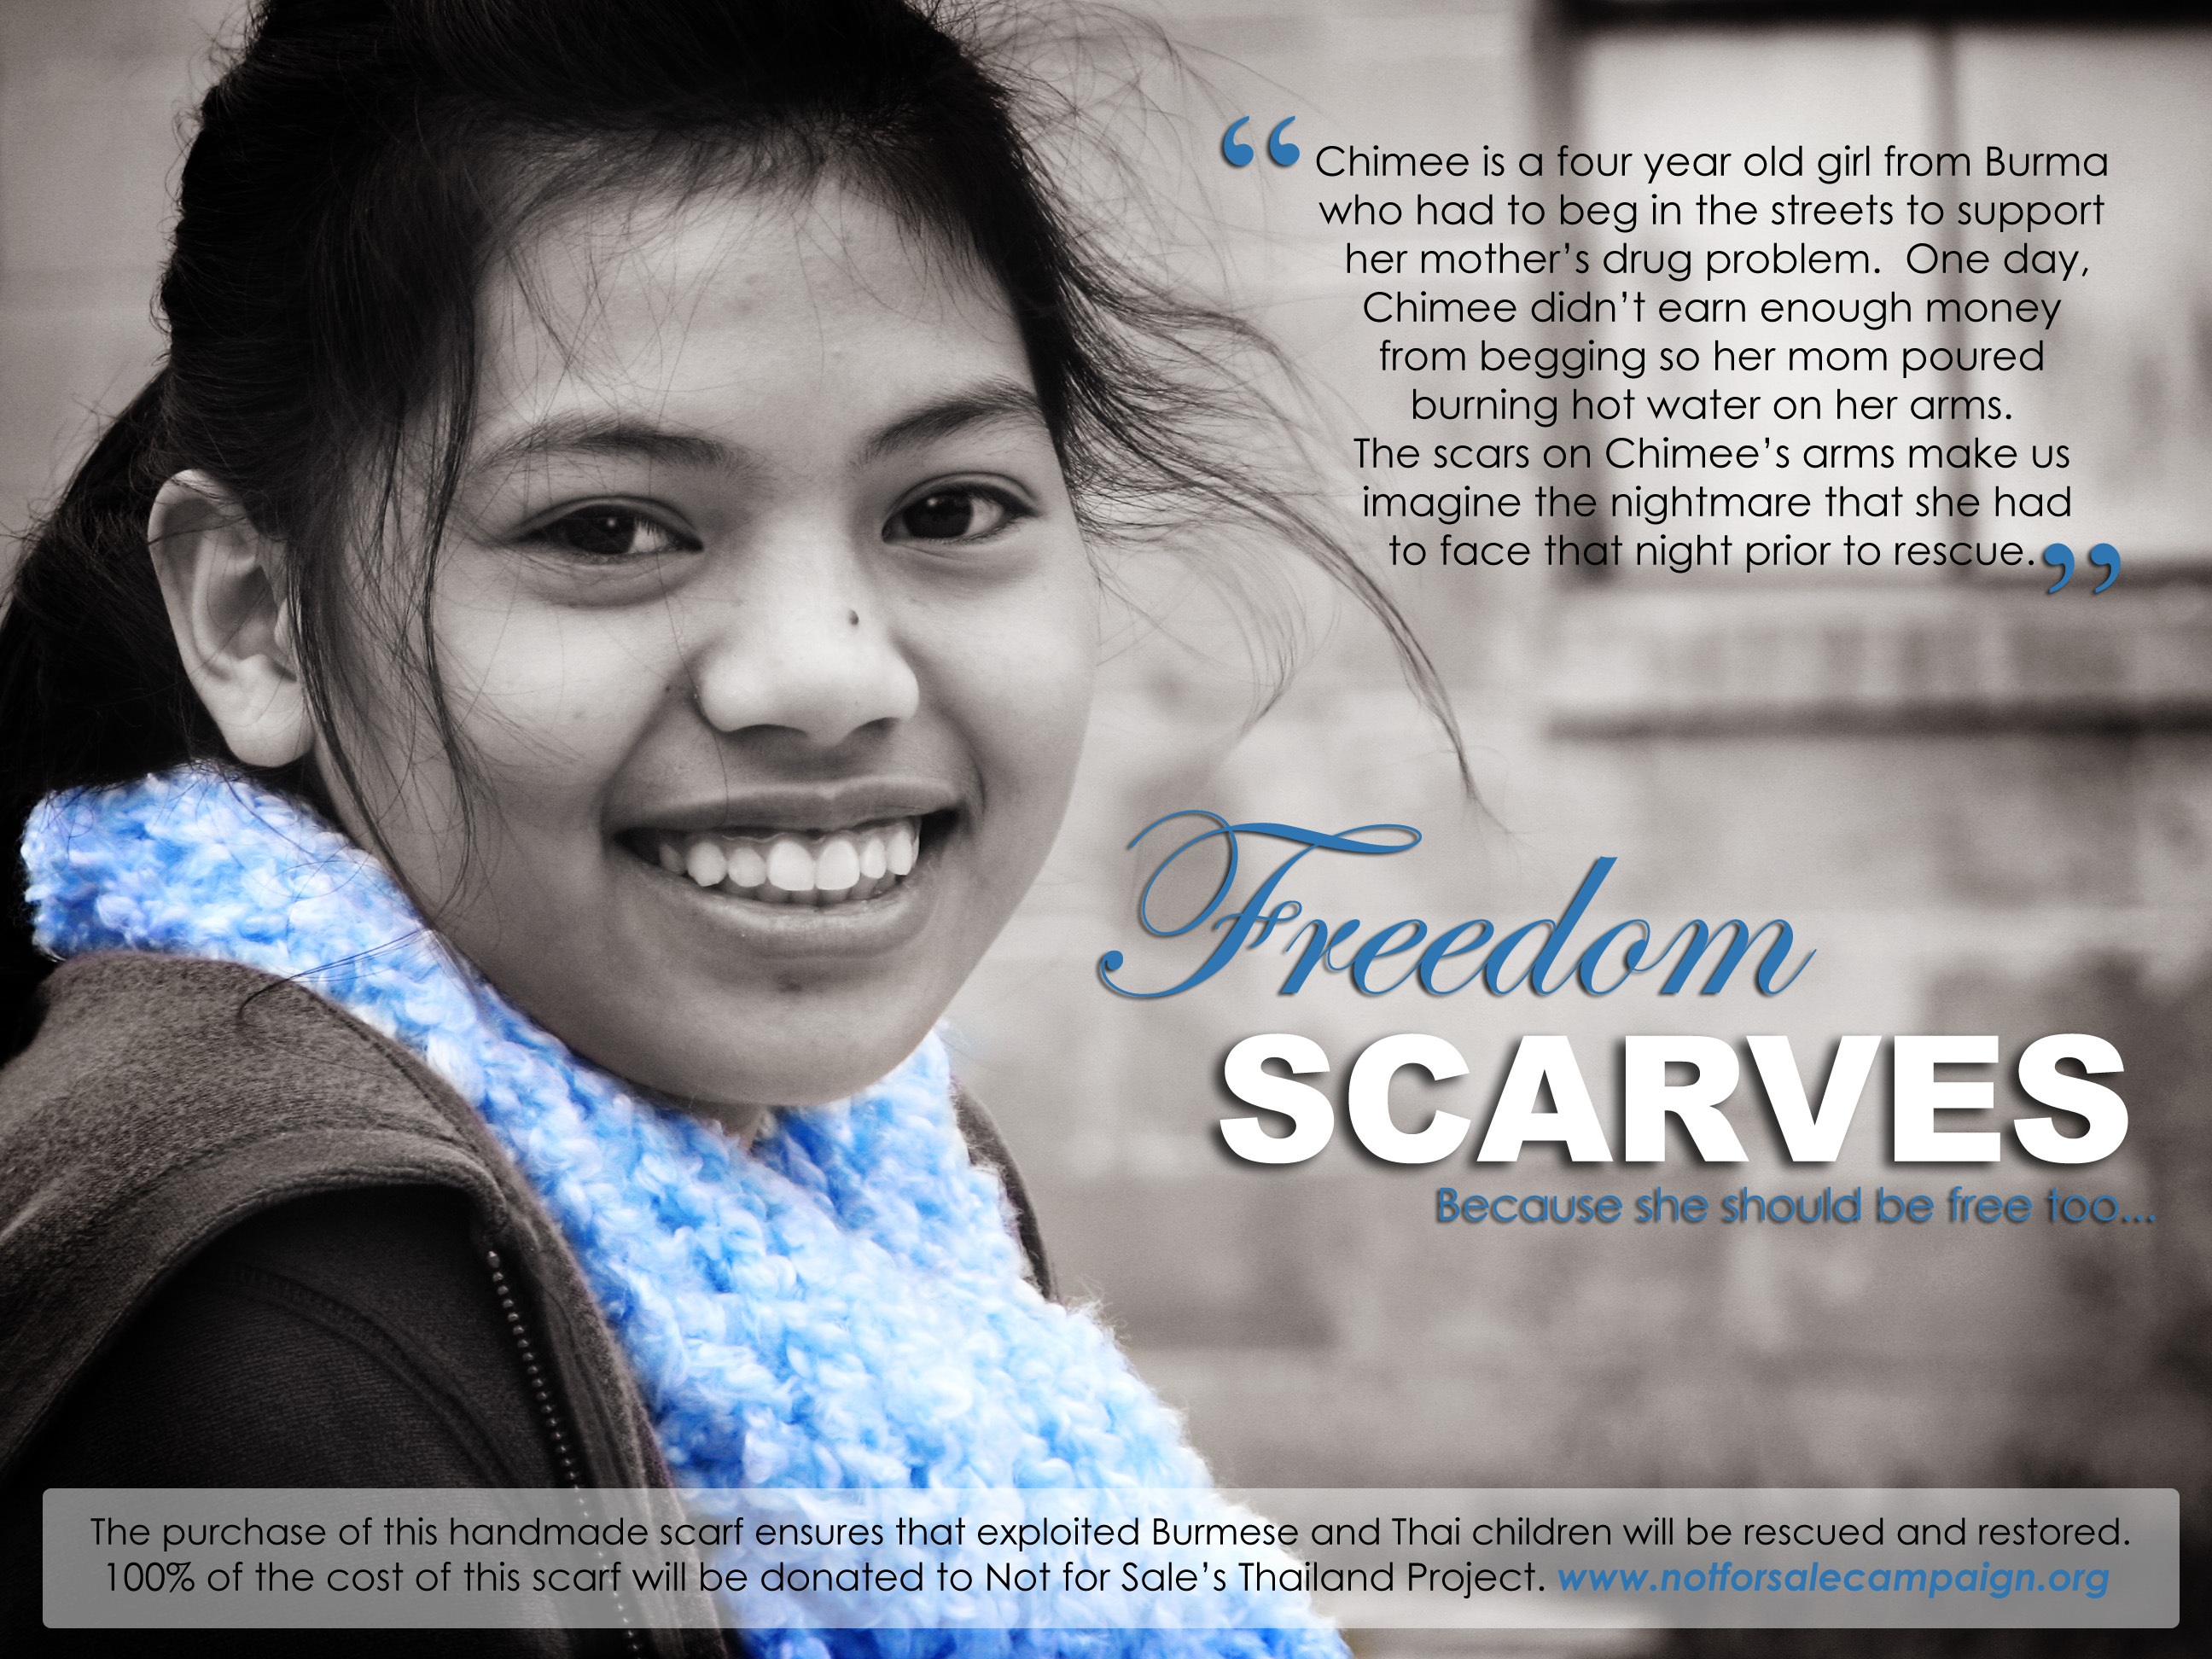 “Chimee is a four year old girl from Burma
who had to beg in the streets to support
her mother’s drug problem.  One day,
Chimee didn’t earn enough money
from begging so her mom poured
burning hot water on her arms.
The scars on Chimee’s arms make us
imagine the nightmare that she had
to face that night prior to rescue.”
Freedom
SCARVES
Because she should be free too...
The purchase of this handmade scarf ensures that exploited Burmese and Thai children will be rescued and restored.
100% of the cost of this scarf will be donated to Not for Sale’s Thailand Project. www.notforsalecampaign.org